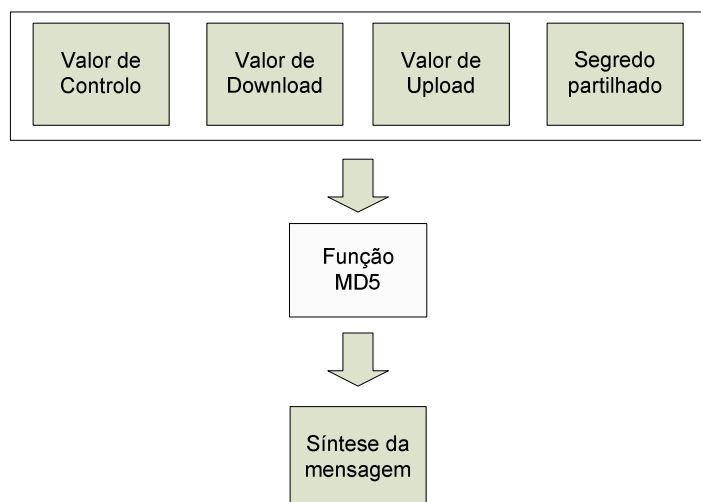 Valor de
Controlo
Valor de
Download
Valor de
Upload
Segredo
partilhado
Função
MD5
Síntese da
mensagem